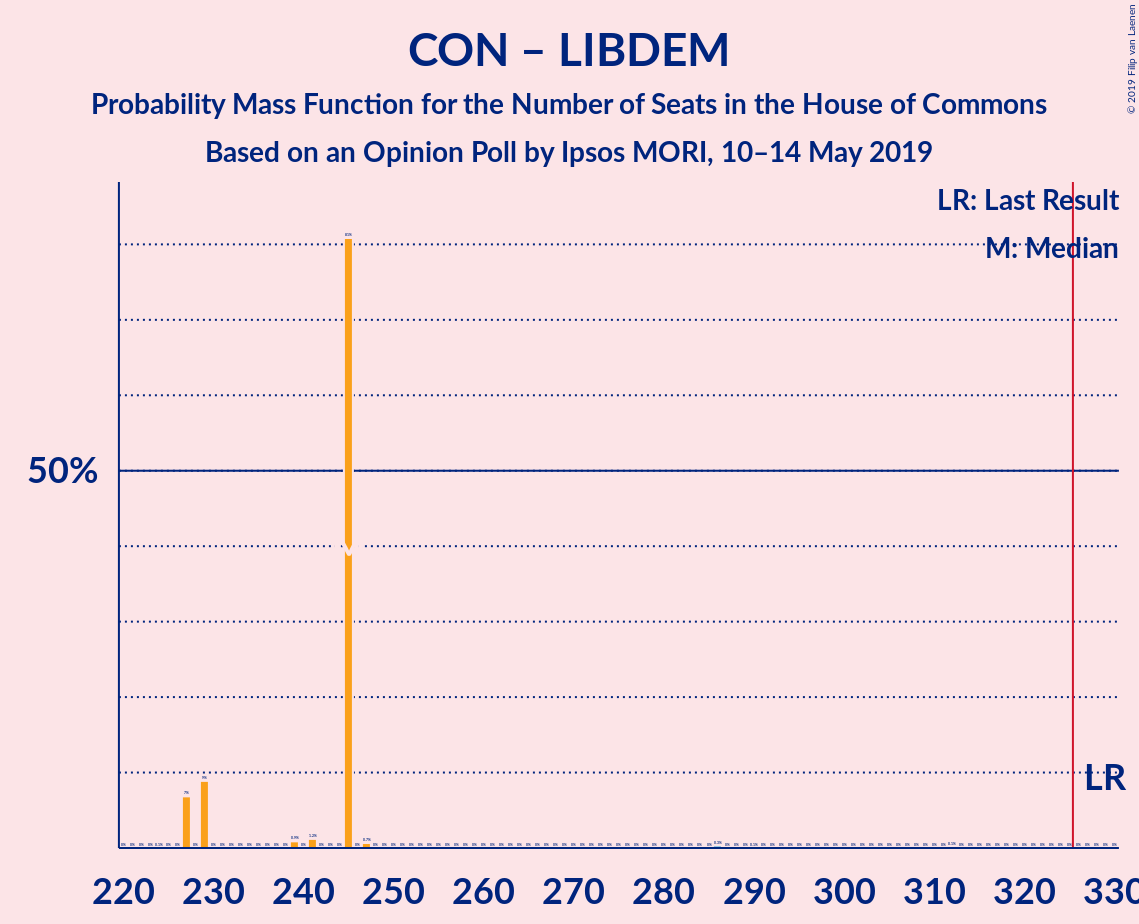 CON – LIBDEM
Probability Mass Function for the Number of Seats in the House of Commons
Based on an Opinion Poll by Ipsos MORI, 10–14 May 2019
© 2019 Filip van Laenen
LR: Last Result
M: Median
50%
M
LR
220 230 240 250 260 270 280 290 300 310 320 330